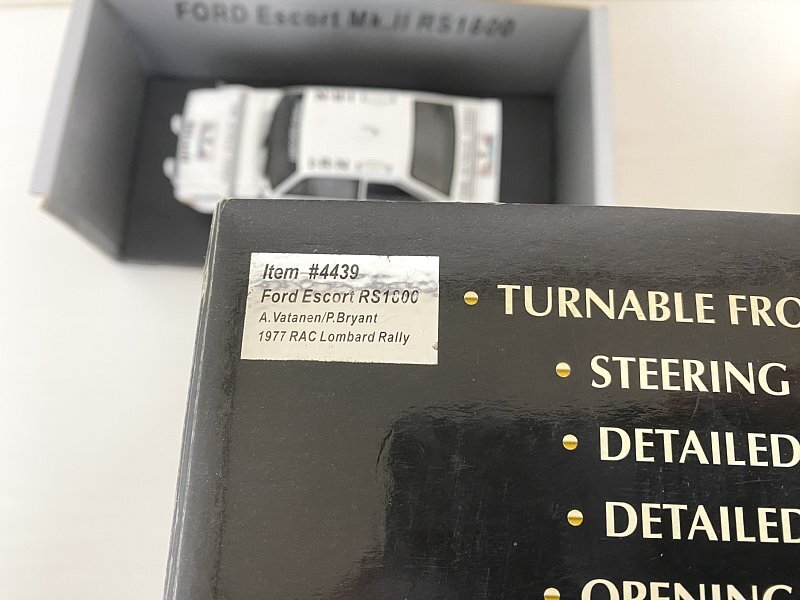 FORD Escort Mk.II RS1800
Item #4439
Ford Escort RS1800
A.Vatanen/P.Bryant
1977 RAC Lombard Rally
• TURNABLE FRO
• STEERING
• DETAILED
• DETAILED
• OPENING